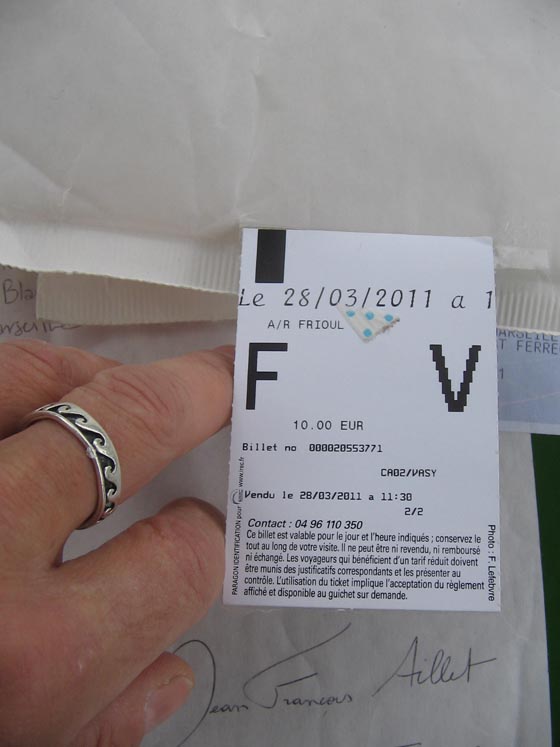 Le 28/03/2011 a 1
A/R FRIOUL
F V
10.00 EUR
Billet no 000020553771
CA02/VASY
Vendu le 28/03/2011 a 11:30
2/2
Contact : 04 96 110 350
Ce billet est valable pour le jour et l'heure indiqués ; conservez le
tout au long de votre visite. Il ne peut être ni revendu, ni remboursé
ni échangé. Les voyageurs qui bénéficient d'un tarif réduit doivent
être munis des justificatifs correspondants et les présenter au
contrôle. L'utilisation du ticket implique l'acceptation du règlement
affiché et disponible au guichet sur demande.
PARAGON IDENTIFICATION pour
Photo : F. Lefebvre
T FERRE
Jean François Aillet